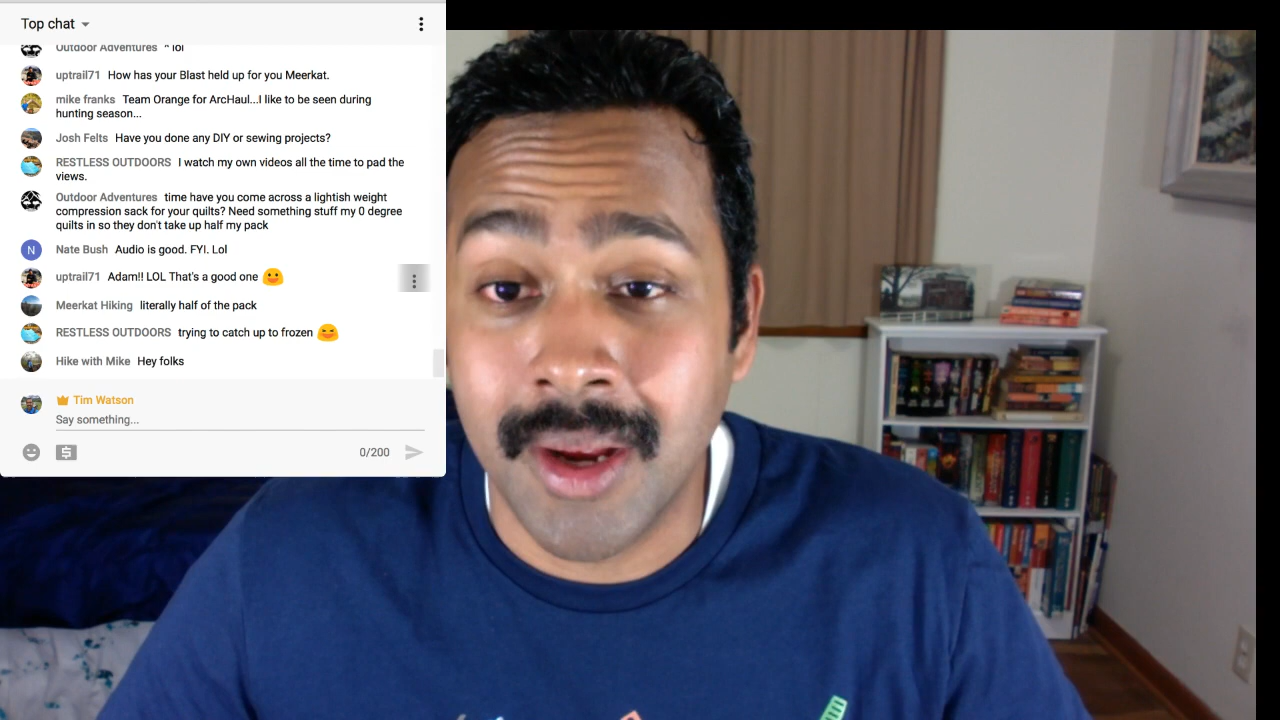 Top chat
Outdoor Adventures ^ lol
uptrail71 How has your Blast held up for you Meerkat.
mike franks Team Orange for ArcHaul...I like to be seen during
hunting season...
Josh Felts Have you done any DIY or sewing projects?
RESTLESS OUTDOORS I watch my own videos all the time to pad the
views.
Outdoor Adventures time have you come across a lightish weight
compression sack for your quilts? Need something stuff my 0 degree
quilts in so they don't take up half my pack
N Nate Bush Audio is good. FYI. Lol
uptrail71 Adam!! LOL That's a good one
Meerkat Hiking literally half of the pack
RESTLESS OUTDOORS trying to catch up to frozen
Hike with Mike Hey folks
Tim Watson
Say something...
$ 0/200